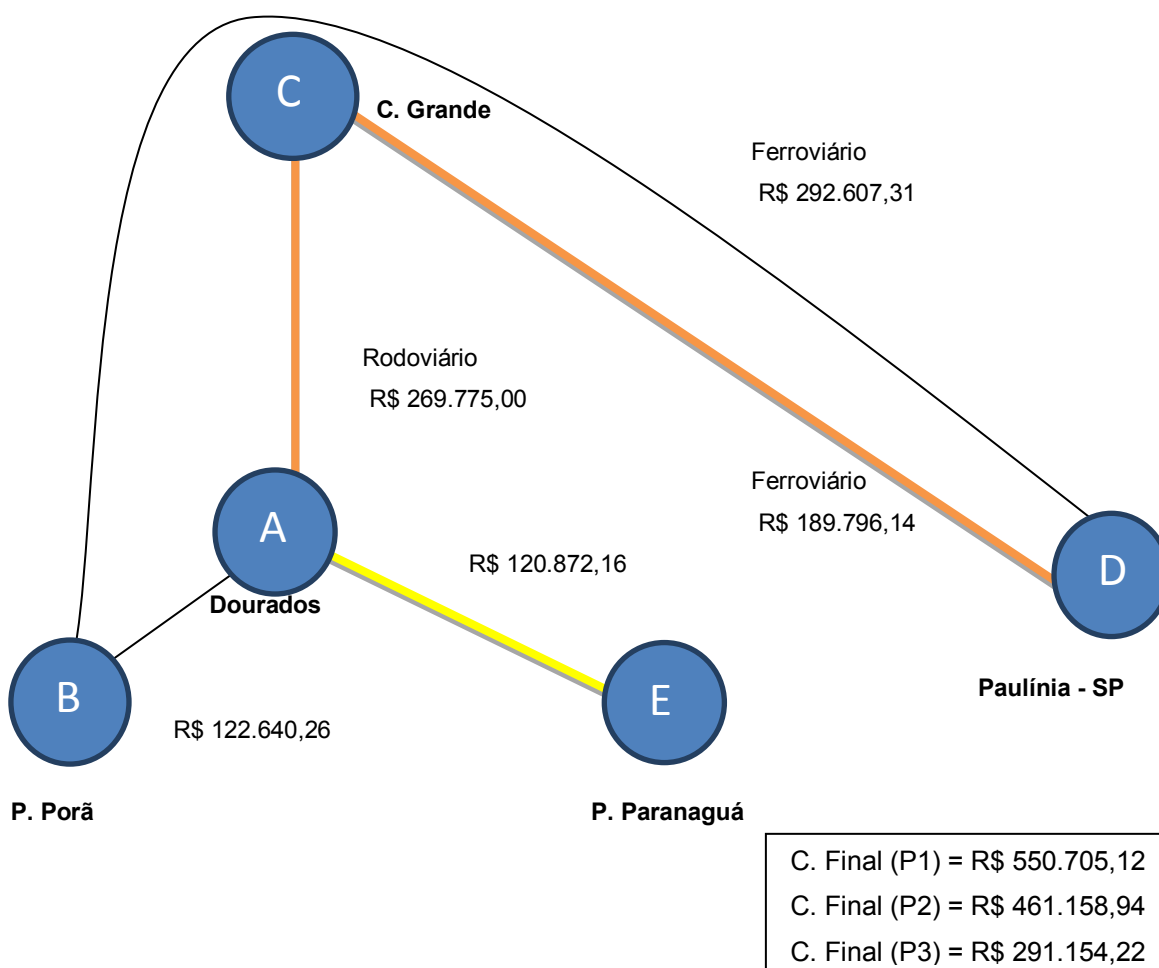 C
C. Grande
Ferroviário
R$ 292.607,31
Rodoviário
R$ 269.775,00
Ferroviário
R$ 189.796,14
A
R$ 120.872,16
D
Dourados
B
E
Paulínia - SP
R$ 122.640,26
P. Porã
P. Paranaguá
C. Final (P1) = R$ 550.705,12
C. Final (P2) = R$ 461.158,94
C. Final (P3) = R$ 291.154,22